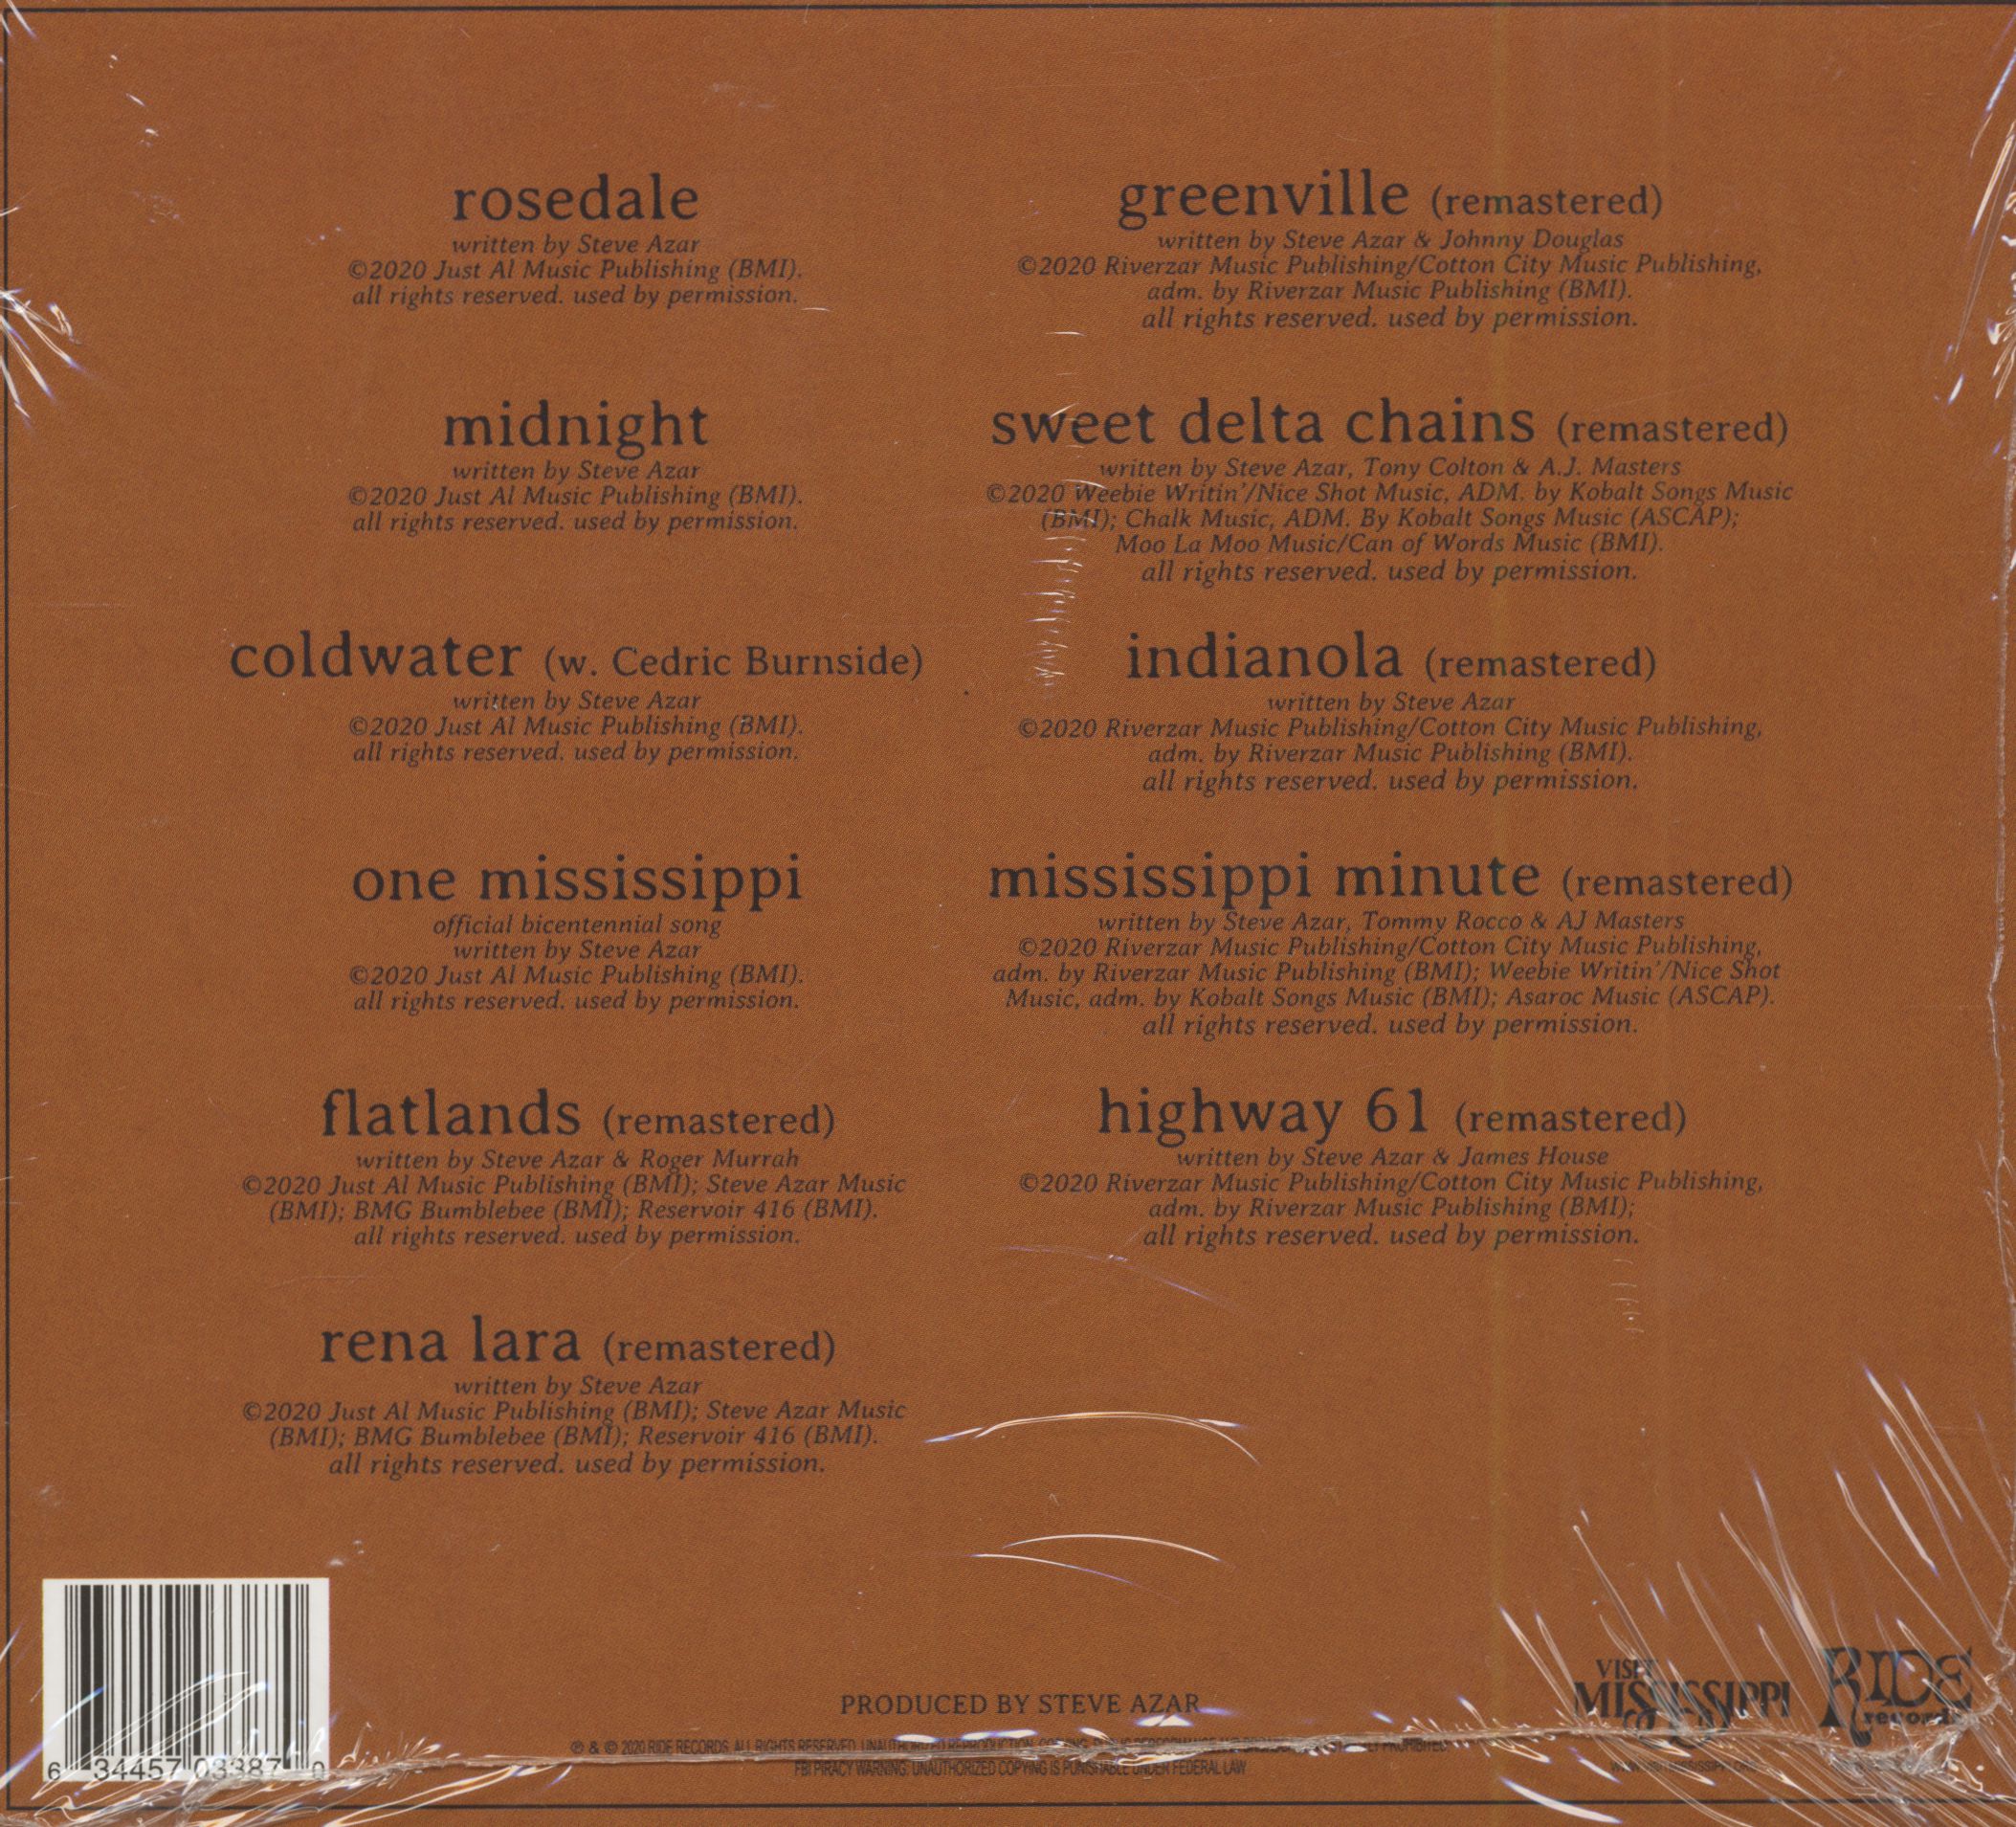 rosedale
written by Steve Azar
©2020 Just Al Music Publishing (BMI).
all rights reserved. used by permission.
midnight
written by Steve Azar
©2020 Just Al Music Publishing (BMI).
all rights reserved. used by permission.
coldwater (w. Cedric Burnside)
written by Steve Azar
©2020 Just Al Music Publishing (BMI).
all rights reserved. used by permission.
one mississippi
official bicentennial song
written by Steve Azar
©2020 Just Al Music Publishing (BMI).
all rights reserved. used by permission.
flatlands (remastered)
written by Steve Azar & Roger Murrah
©2020 Just Al Music Publishing (BMI); Steve Azar Music
(BMI); BMG Bumblebee (BMI); Reservoir 416 (BMI).
all rights reserved. used by permission.
rena lara (remastered)
written by Steve Azar
©2020 Just Al Music Publishing (BMI); Steve Azar Music
(BMI); BMG Bumblebee (BMI); Reservoir 416 (BMI).
all rights reserved. used by permission.
greenville (remastered)
written by Steve Azar & Johnny Douglas
©2020 Riverzar Music Publishing/Cotton City Music Publishing,
adm. by Riverzar Music Publishing (BMI).
all rights reserved. used by permission.
sweet delta chains (remastered)
written by Steve Azar, Tony Colton & A.J. Masters
©2020 Weebie Writin'/Nice Shot Music, ADM. by Kobalt Songs Music
(BMI); Chalk Music, ADM. By Kobalt Songs Music (ASCAP);
Moo La Moo Music/Can of Words Music (BMI).
all rights reserved. used by permission.
indianola (remastered)
written by Steve Azar
©2020 Riverzar Music Publishing/Cotton City Music Publishing,
adm. by Riverzar Music Publishing (BMI).
all rights reserved. used by permission.
mississippi minute (remastered)
written by Steve Azar, Tommy Rocco & AJ Masters
©2020 Riverzar Music Publishing/Cotton City Music Publishing,
adm. by Riverzar Music Publishing (BMI); Weebie Writin'/Nice Shot
Music, adm. by Kobalt Songs Music (BMI); Asaroc Music (ASCAP).
all rights reserved. used by permission.
highway 61 (remastered)
written by Steve Azar & James House
©2020 Riverzar Music Publishing/Cotton City Music Publishing,
adm. by Riverzar Music Publishing (BMI);
all rights reserved. used by permission.
6 34457 03387 0
PRODUCED BY STEVE AZAR
℗ & © 2020 RIDE RECORDS. ALL RIGHTS RESERVED. UNAUTHORIZED REPRODUCTION, PROHIBITED.
FBI PIRACY WARNING: UNAUTHORIZED COPYING IS PUNISHABLE UNDER FEDERAL LAW
VISIT
MISSISSIPPI
RIDE
records